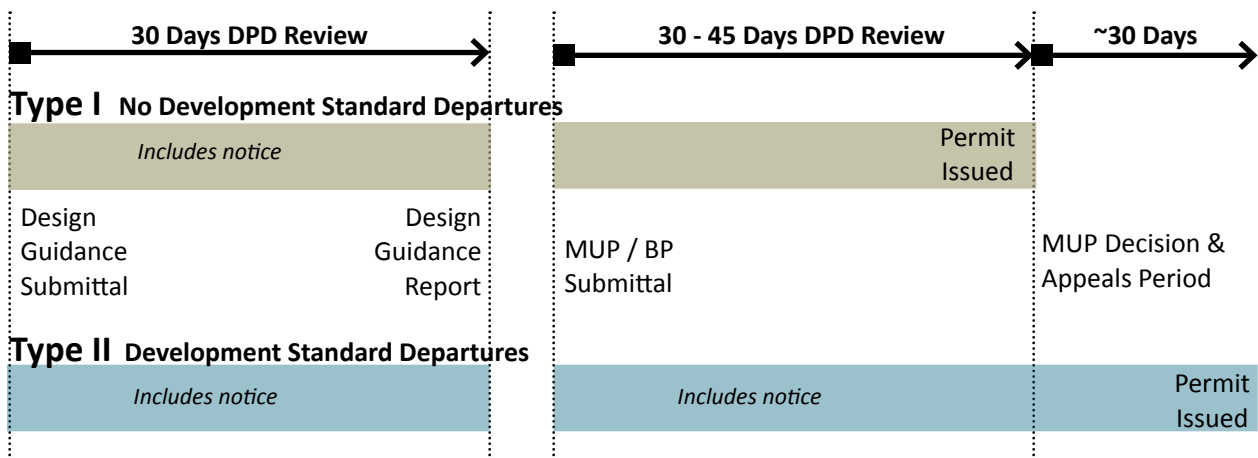 30 Days DPD Review
30 - 45 Days DPD Review
~30 Days
Type I No Development Standard Departures
Includes notice
Permit
Issued
Design
Guidance
Submittal
Design
Guidance
Report
MUP / BP
Submittal
MUP Decision &
Appeals Period
Type II Development Standard Departures
Includes notice
Includes notice
Permit
Issued